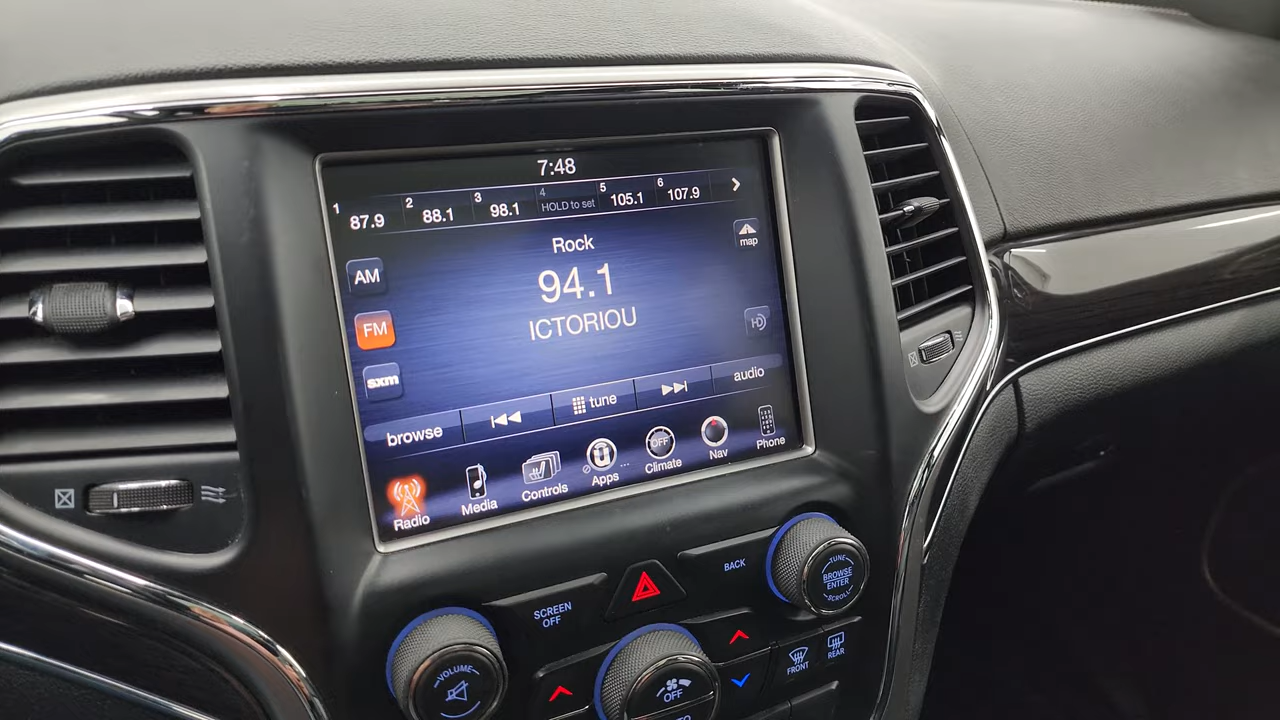 7:48
1 87.9 2 88.1 3 98.1 4 HOLD to set 5 105.1 6 107.9
Rock
map
AM
94.1
FM
ICTORIOU
HD
sxm
browse tune audio
Radio Media Controls Apps OFF Climate Nav Phone
SCREEN
OFF
BACK
TUNE
BROWSE
ENTER
SCROLL
VOLUME
OFF
AUTO
FRONT
REAR